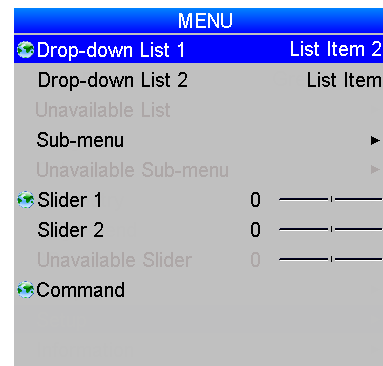 MENU
Drop-down List 1 List Item 2
Drop-down List 2 List Item
Unavailable List
Sub-menu
Unavailable Sub-menu
Slider 1 0
Slider 2 0
Unavailable Slider 0
Command